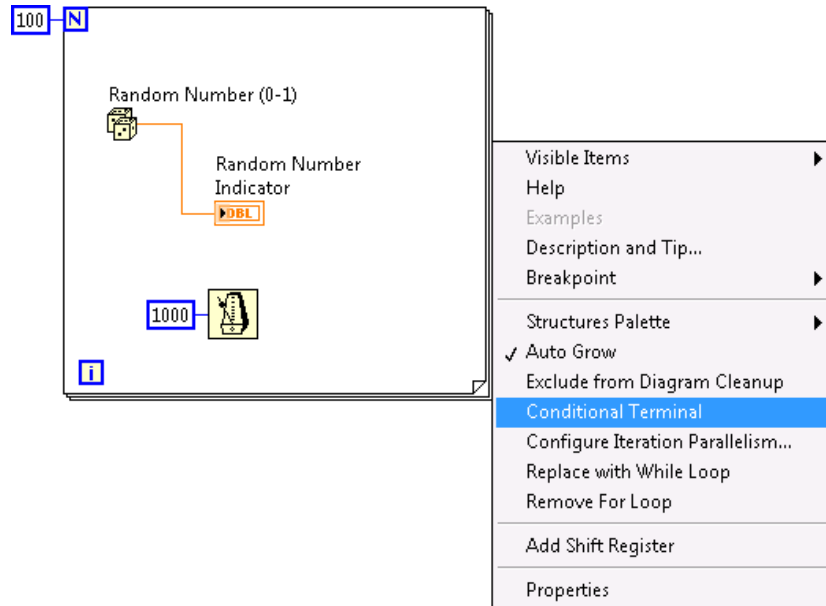 100 N
Random Number (0-1)
Random Number
Indicator
DBL
1000
i
Visible Items
Help
Examples
Description and Tip...
Breakpoint
Structures Palette
Auto Grow
Exclude from Diagram Cleanup
Conditional Terminal
Configure Iteration Parallelism...
Replace with While Loop
Remove For Loop
Add Shift Register
Properties